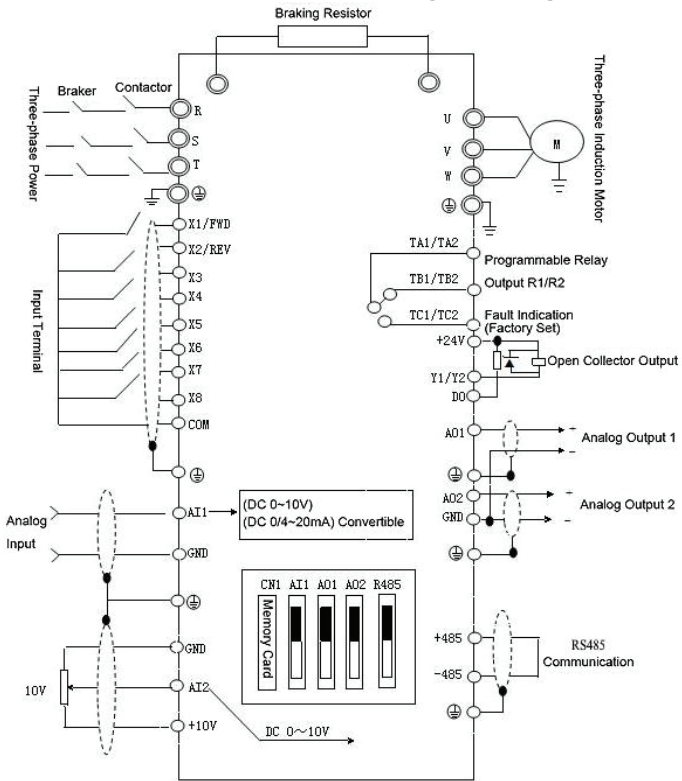 Braking Resistor
Braker
Contactor
Three-phase Power
R
S
T
U
V
W
M
Three-phase Induction Motor
X1/FWD
X2/REV
X3
X4
X5
X6
X7
X8
COM
Input Terminal
TA1/TA2
Programmable Relay
TB1/TB2
Output R1/R2
TC1/TC2
Fault Indication
(Factory Set)
+24V
Open Collector Output
Y1/Y2
DO
AO1
+
Analog Output 1
−
AO2
+
Analog Output 2
GND
−
Analog
Input
AI1
(DC 0~10V)
(DC 0/4~20mA) Convertible
GND
CN1 AI1 AO1 AO2 R485
Memory Card
GND
10V
AI2
+10V
DC 0～10V
+485
RS485
Communication
-485